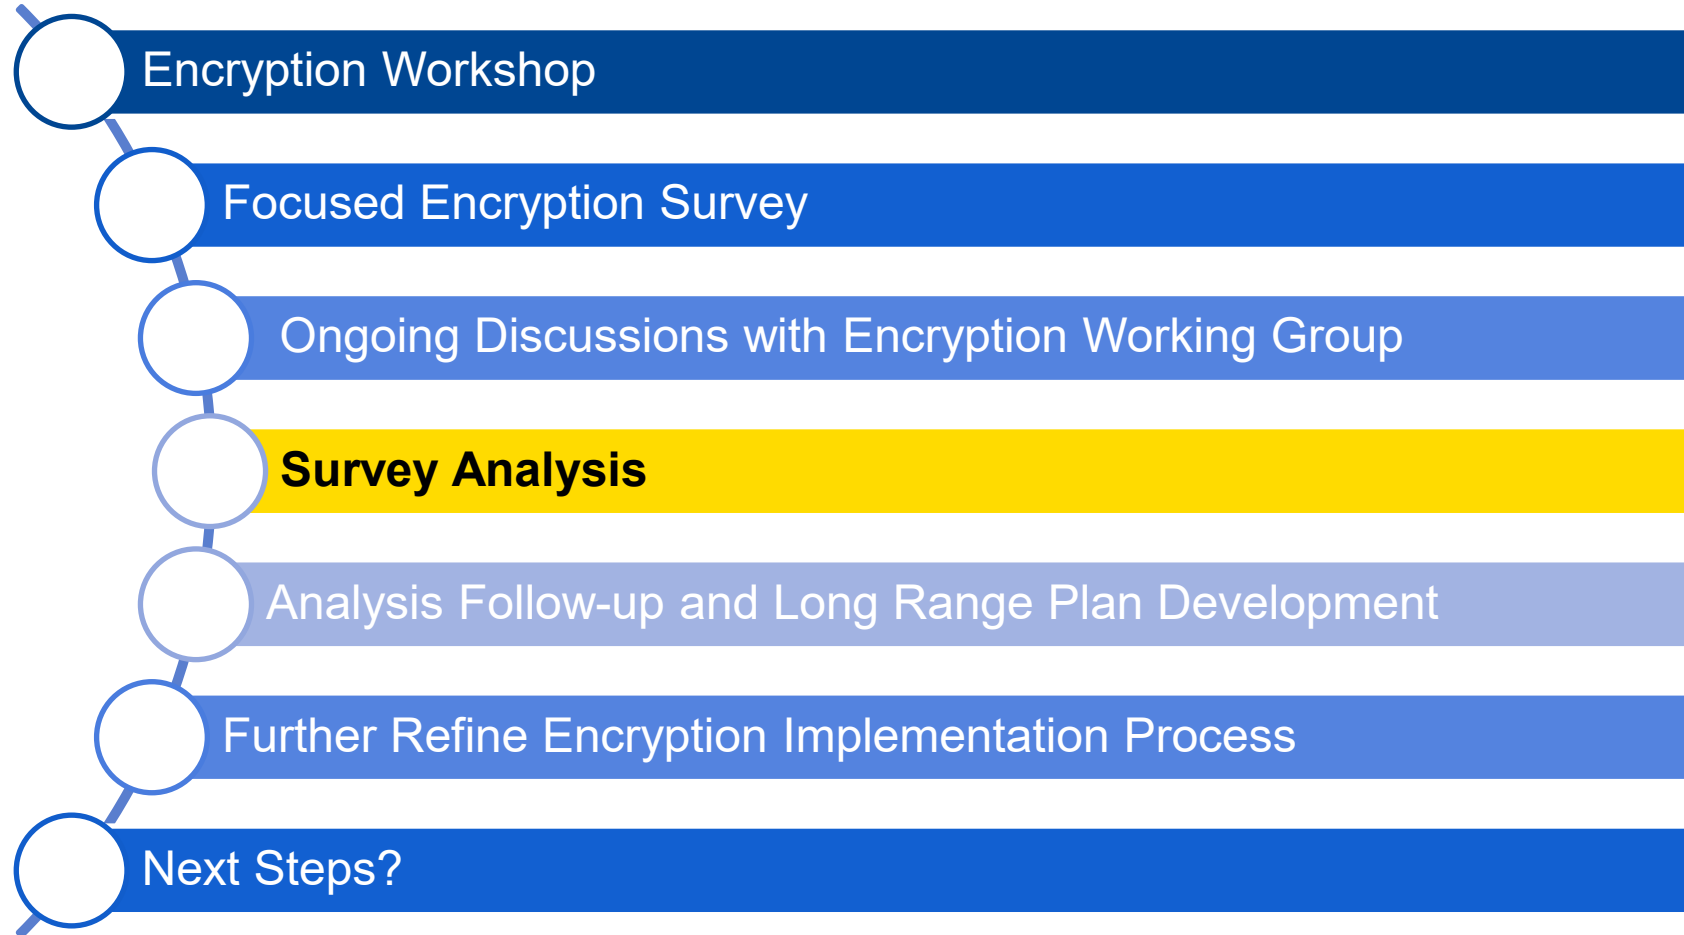 Encryption Workshop
Focused Encryption Survey
Ongoing Discussions with Encryption Working Group
Survey Analysis
Analysis Follow-up and Long Range Plan Development
Further Refine Encryption Implementation Process
Next Steps?